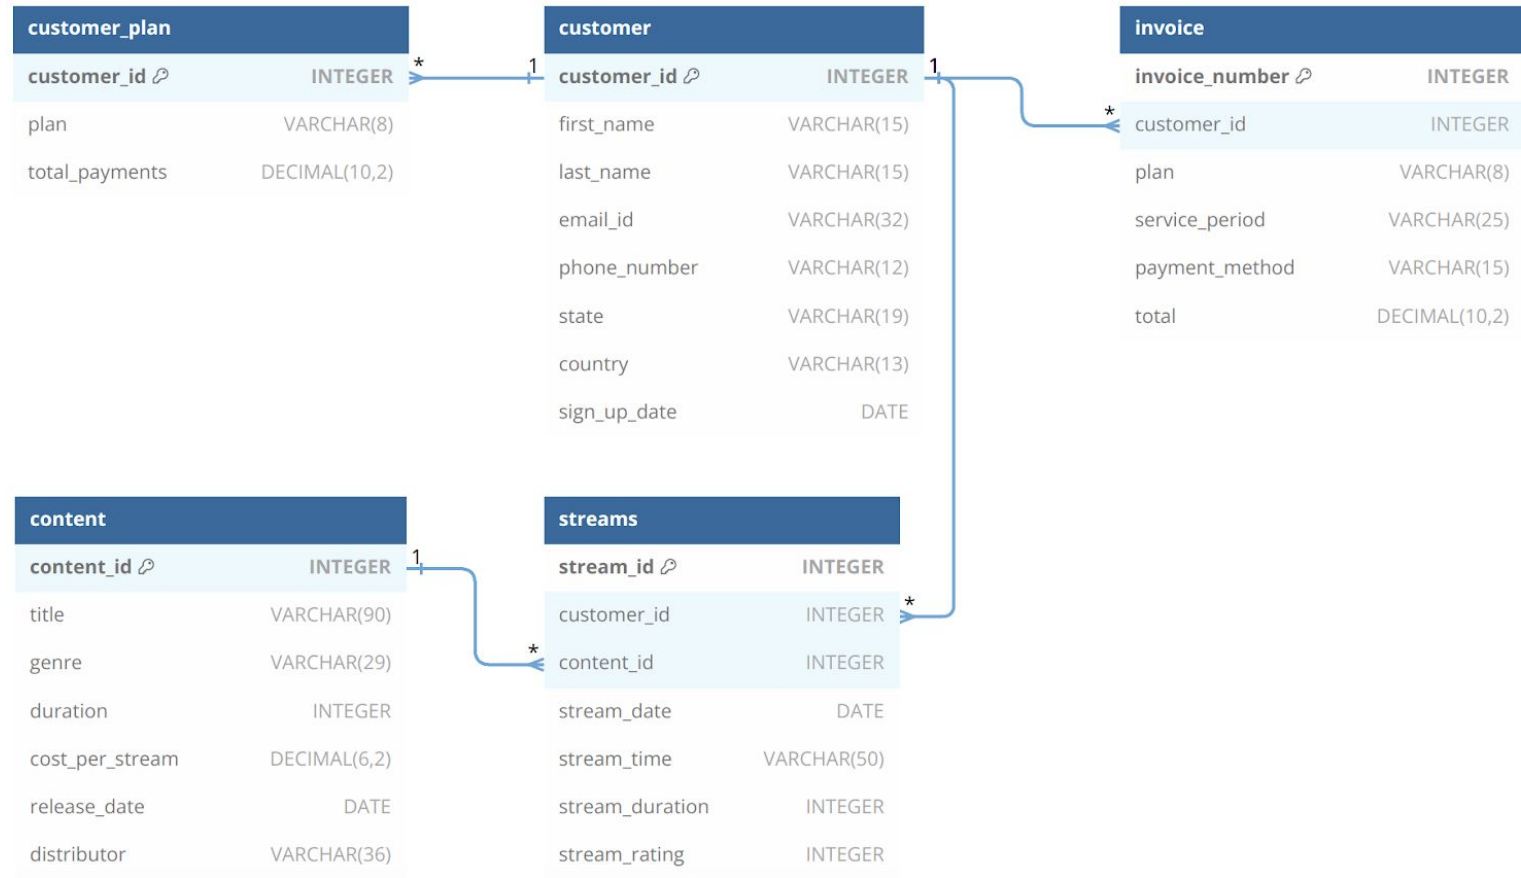 customer_plan
customer_id INTEGER
plan VARCHAR(8)
total_payments DECIMAL(10,2)
* 1
customer
customer_id INTEGER
first_name VARCHAR(15)
last_name VARCHAR(15)
email_id VARCHAR(32)
phone_number VARCHAR(12)
state VARCHAR(19)
country VARCHAR(13)
sign_up_date DATE
1 *
invoice
invoice_number INTEGER
customer_id INTEGER
plan VARCHAR(8)
service_period VARCHAR(25)
payment_method VARCHAR(15)
total DECIMAL(10,2)
content
content_id INTEGER
title VARCHAR(90)
genre VARCHAR(29)
duration INTEGER
cost_per_stream DECIMAL(6,2)
release_date DATE
distributor VARCHAR(36)
1 *
streams
stream_id INTEGER
customer_id INTEGER *
content_id INTEGER
stream_date DATE
stream_time VARCHAR(50)
stream_duration INTEGER
stream_rating INTEGER